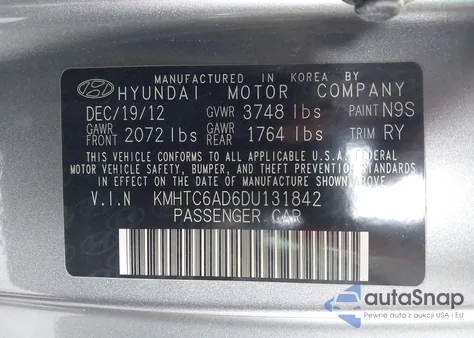 MANUFACTURED IN KOREA BY
HYUNDAI MOTOR COMPANY
DEC/19/12 GVWR 3748 lbs PAINT N9S
GAWR FRONT 2072 lbs GAWR REAR 1764 lbs TRIM RY
THIS VEHICLE CONFORMS TO ALL APPLICABLE U.S.A. FEDERAL
MOTOR VEHICLE SAFETY, BUMPER, AND THEFT PREVENTION STANDARDS
IN EFFECT ON THE DATE OF MANUFACTURE SHOWN ABOVE.
V.I.N KMHTC6AD6DU131842
PASSENGER CAR
autoSnap
Pewne auta z aukcji USA i EU